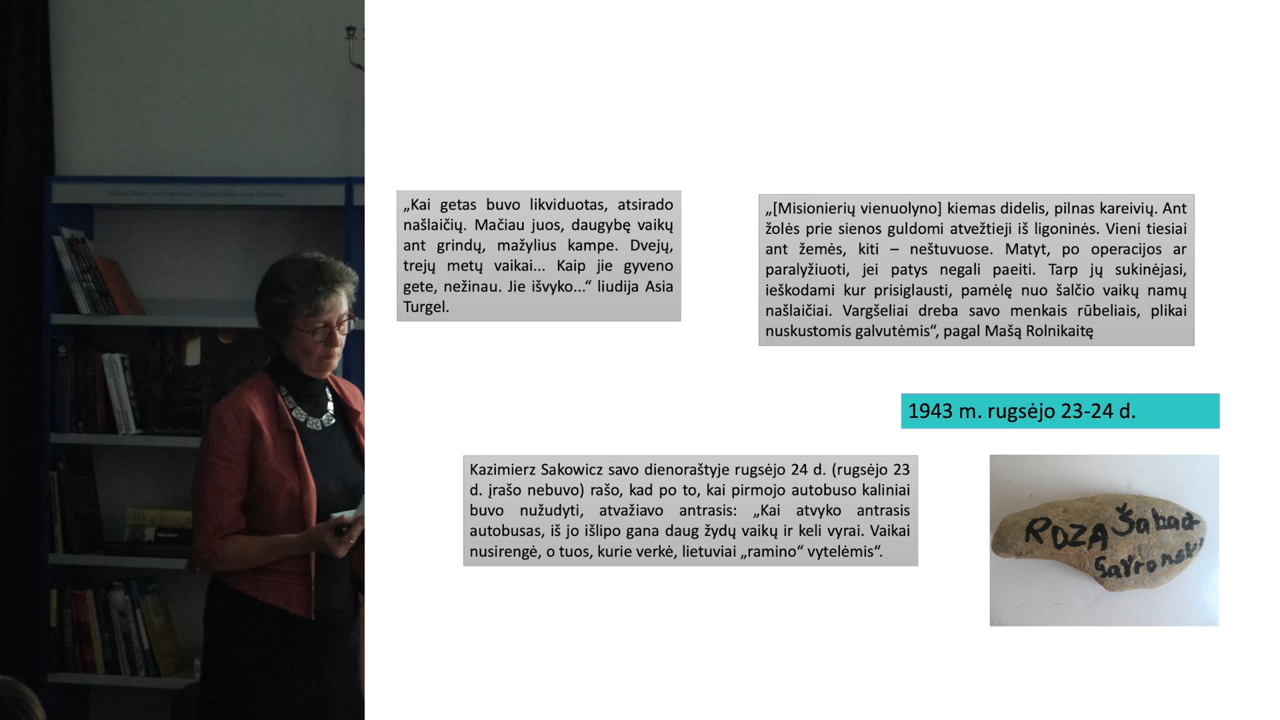 „Kai getas buvo likviduotas, atsirado
našlaičių. Mačiau juos, daugybę vaikų
ant grindų, mažylius kampe. Dvejų,
trejų metų vaikai... Kaip jie gyveno
gete, nežinau. Jie išvyko...“ liudija Asia
Turgel.
„[Misionierių vienuolyno] kiemas didelis, pilnas kareivių. Ant
žolės prie sienos guldomi atvežtieji iš ligoninės. Vieni tiesiai
ant žemės, kiti – neštuvuose. Matyt, po operacijos ar
paralyžiuoti, jei patys negali paeiti. Tarp jų sukinėjasi,
ieškodami kur prisiglausti, pamėlę nuo šalčio vaikų namų
našlaičiai. Vargšeliai dreba savo menkais rūbeliais, plikai
nuskustomis galvutėmis“, pagal Mašą Rolnikaitę
1943 m. rugsėjo 23-24 d.
Kazimierz Sakowicz savo dienoraštyje rugsėjo 24 d. (rugsėjo 23
d. įrašo nebuvo) rašo, kad po to, kai pirmojo autobuso kaliniai
buvo nužudyti, atvažiavo antrasis: „Kai atvyko antrasis
autobusas, iš jo išlipo gana daug žydų vaikų ir keli vyrai. Vaikai
nusirengė, o tuos, kurie verkė, lietuviai „ramino“ vytelėmis“.
ROZA Šabad